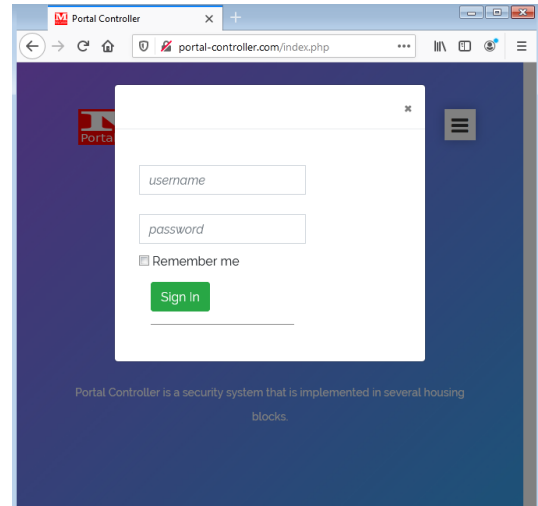 Portal Controller
portal-controller.com/index.php
Porta
username
password
Remember me
Sign In
Portal Controller is a security system that is implemented in several housing
blocks.